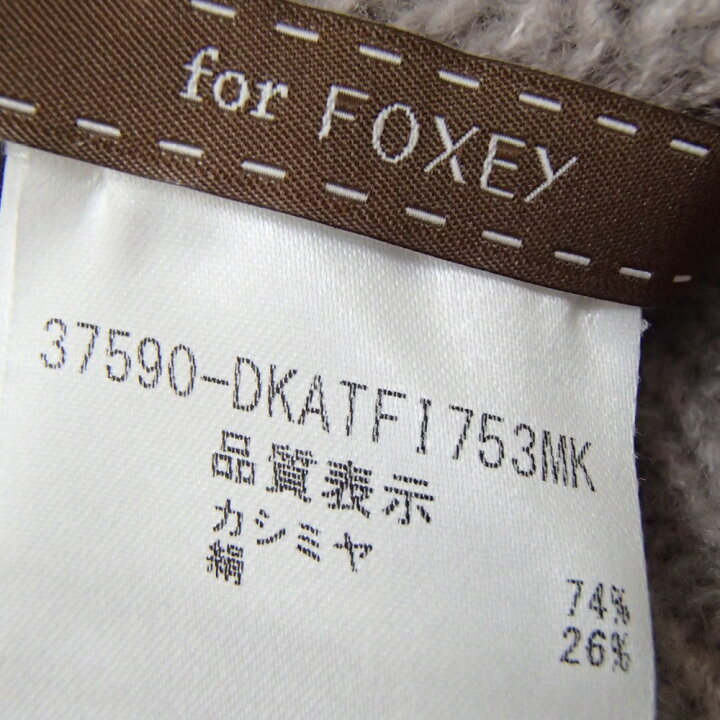 for FOXEY
37590-DKATFI753MK
品質表示
カシミヤ 74%
絹 26%